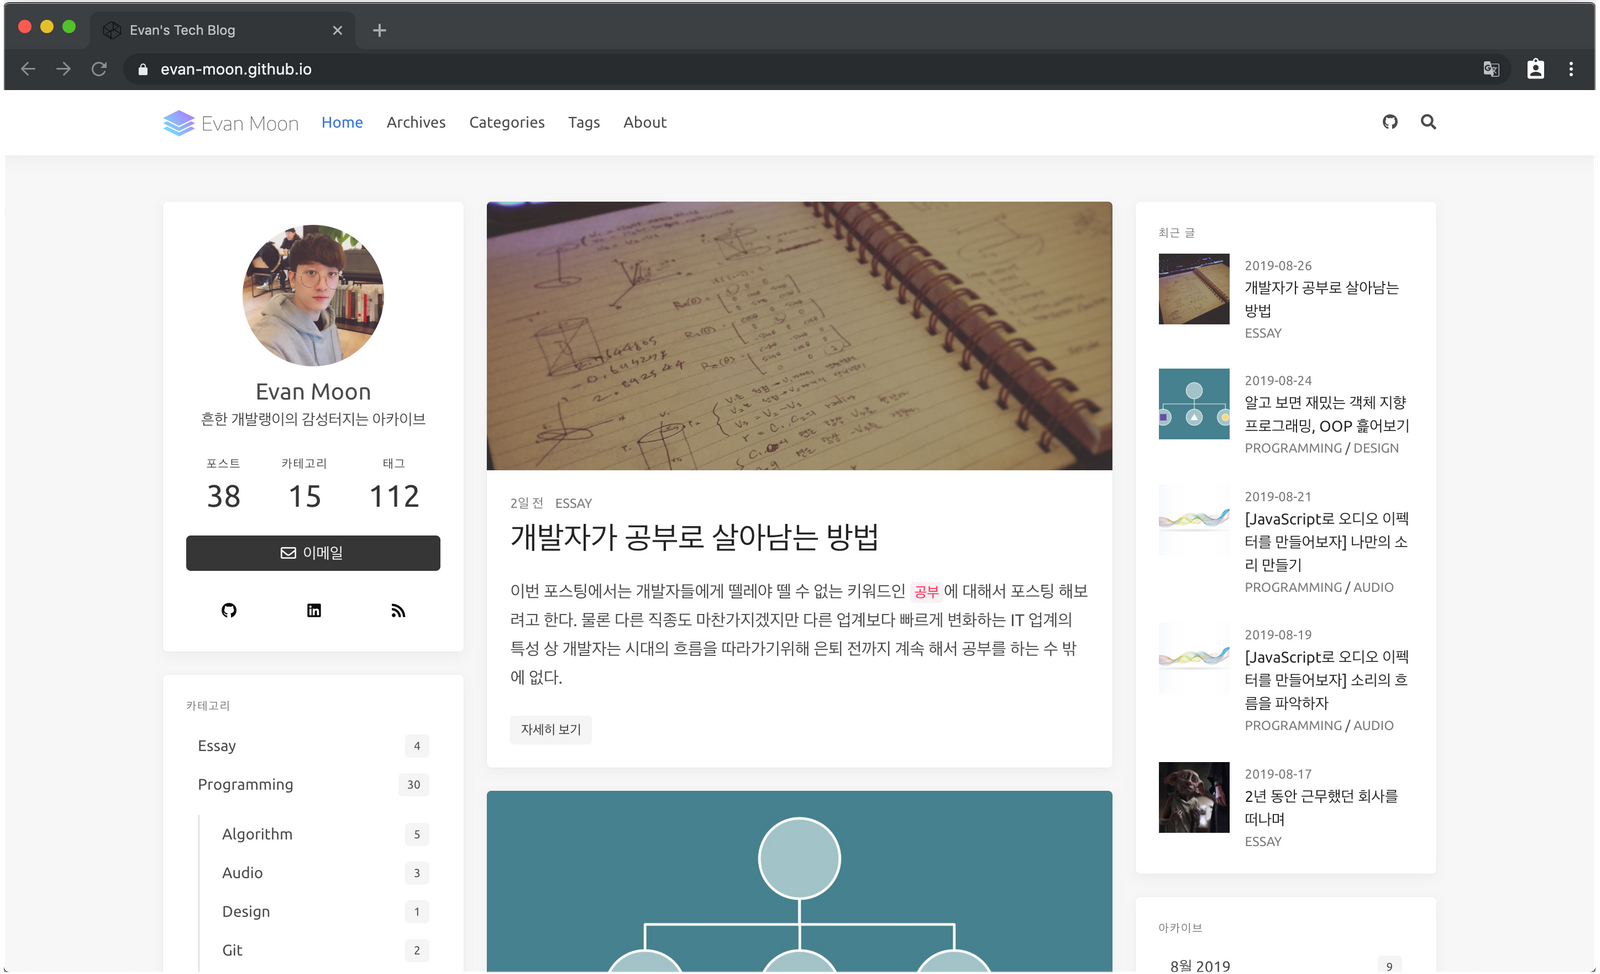 Evan's Tech Blog
evan-moon.github.io
Evan Moon Home Archives Categories Tags About
Evan Moon
흔한 개발랭이의 감성터지는 아카이브
포스트 카테고리 태그
38 15 112
이메일
카테고리
Essay 4
Programming 30
Algorithm 5
Audio 3
Design 1
Git 2
2일 전 ESSAY
개발자가 공부로 살아남는 방법
이번 포스팅에서는 개발자들에게 뗄레야 뗄 수 없는 키워드인 공부 에 대해서 포스팅 해보
려고 한다. 물론 다른 직종도 마찬가지겠지만 다른 업계보다 빠르게 변화하는 IT 업계의
특성 상 개발자는 시대의 흐름을 따라가기위해 은퇴 전까지 계속 해서 공부를 하는 수 밖
에 없다.
자세히 보기
최근 글
2019-08-26
개발자가 공부로 살아남는
방법
ESSAY
2019-08-24
알고 보면 재밌는 객체 지향
프로그래밍, OOP 훑어보기
PROGRAMMING / DESIGN
2019-08-21
[JavaScript로 오디오 이펙
터를 만들어보자] 나만의 소
리 만들기
PROGRAMMING / AUDIO
2019-08-19
[JavaScript로 오디오 이펙
터를 만들어보자] 소리의 흐
름을 파악하자
PROGRAMMING / AUDIO
2019-08-17
2년 동안 근무했던 회사를
떠나며
ESSAY
아카이브
8월 2019 9